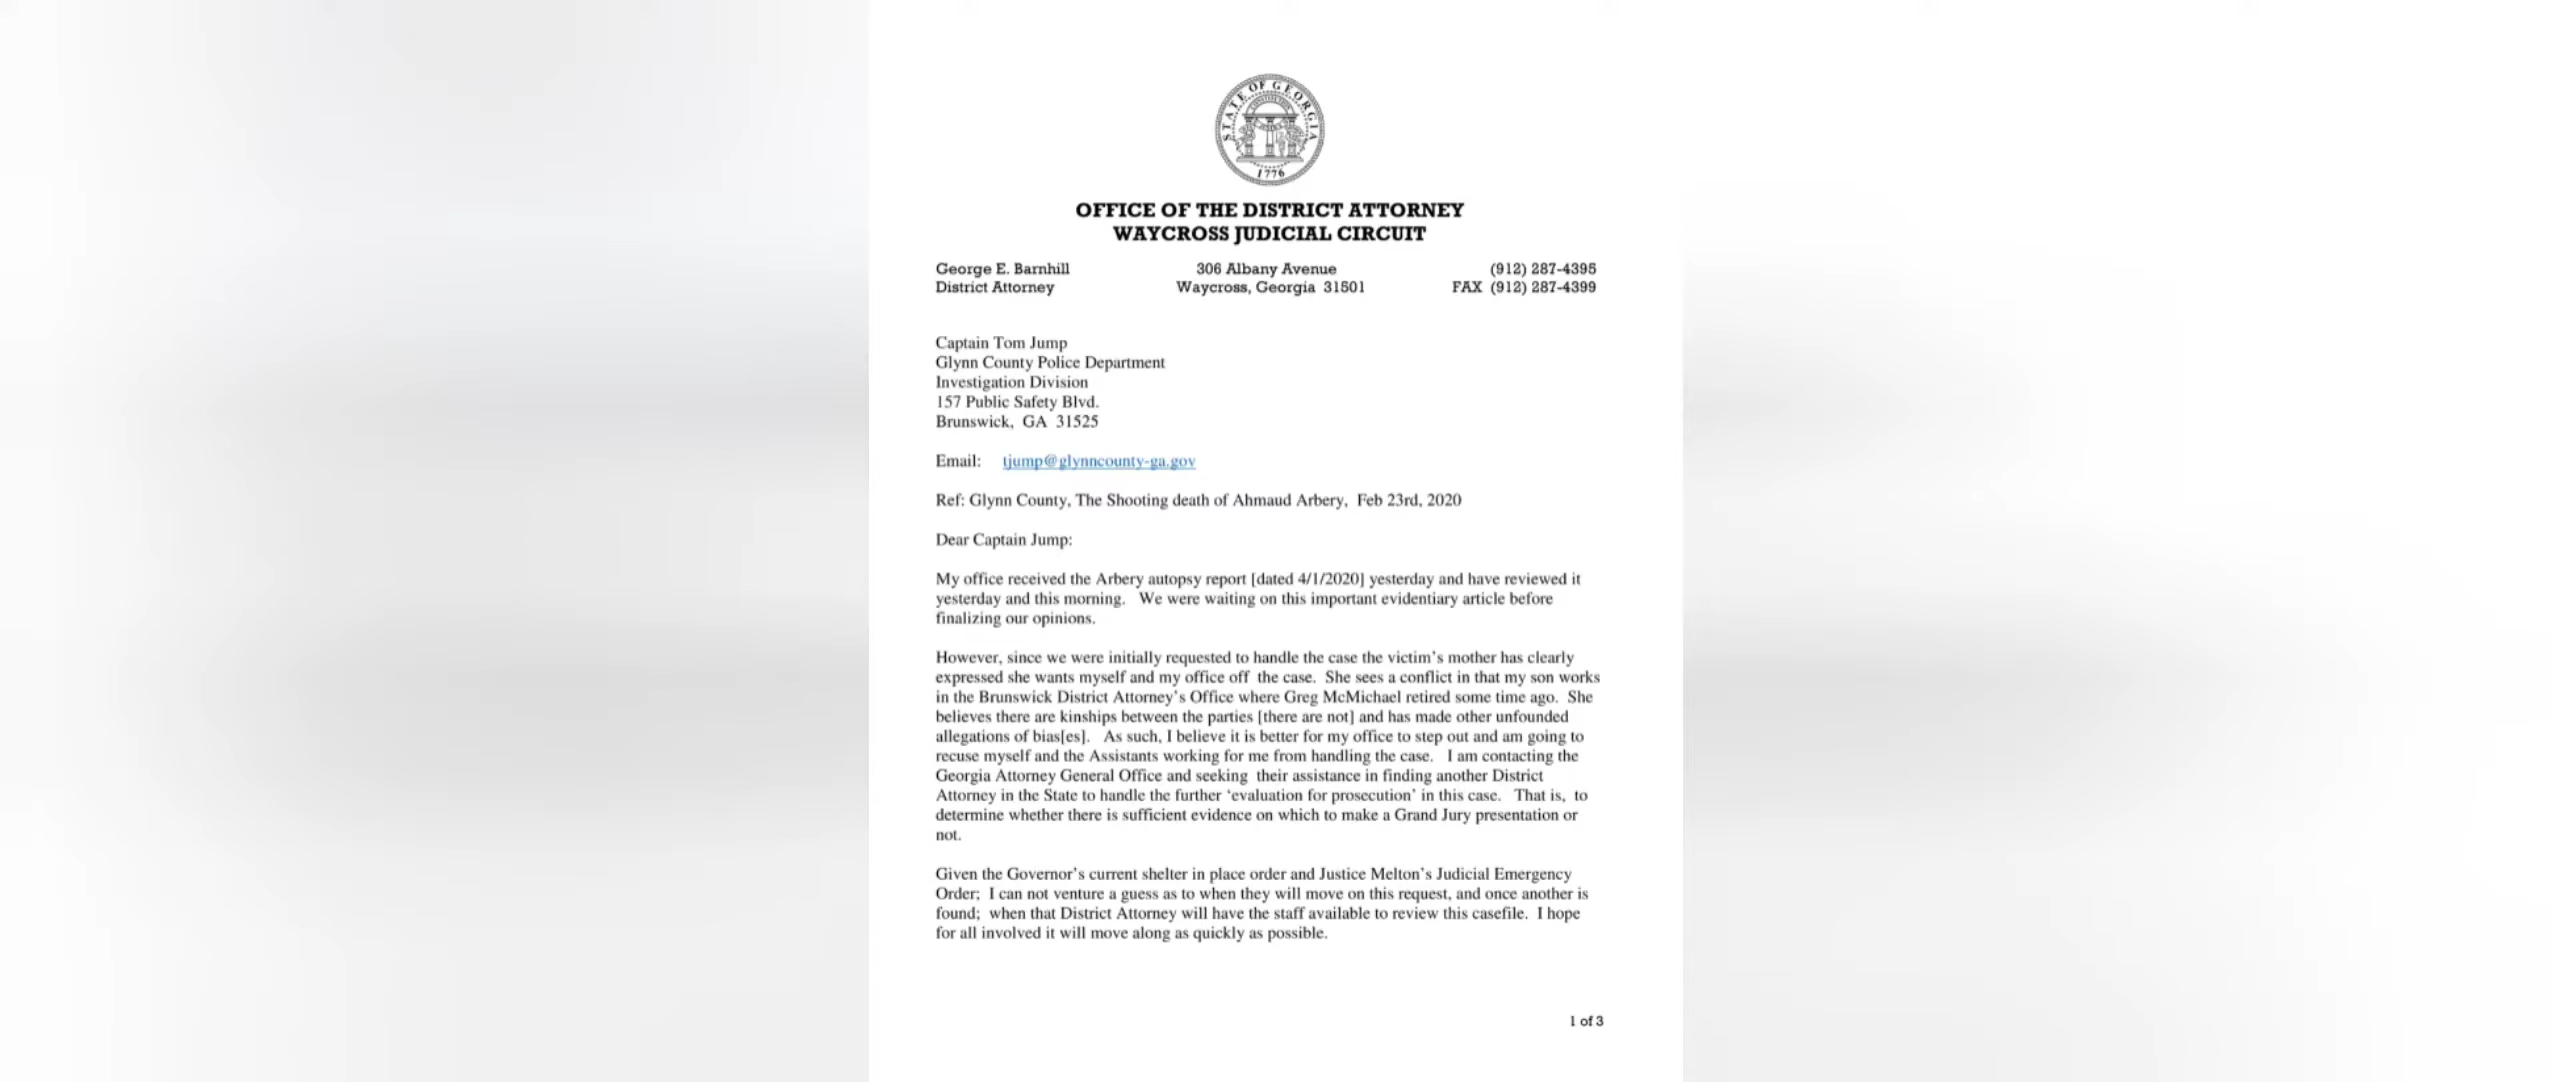 STATE OF GEORGIA
CONSTITUTION
1776
OFFICE OF THE DISTRICT ATTORNEY
WAYCROSS JUDICIAL CIRCUIT
George E. Barnhill 306 Albany Avenue (912) 287-4395
District Attorney Waycross, Georgia 31501 FAX (912) 287-4399
Captain Tom Jump
Glynn County Police Department
Investigation Division
157 Public Safety Blvd.
Brunswick, GA 31525
Email: tjump@glynncounty-ga.gov
Ref: Glynn County, The Shooting death of Ahmaud Arbery, Feb 23rd, 2020
Dear Captain Jump:
My office received the Arbery autopsy report [dated 4/1/2020] yesterday and have reviewed it
yesterday and this morning. We were waiting on this important evidentiary article before
finalizing our opinions.
However, since we were initially requested to handle the case the victim's mother has clearly
expressed she wants myself and my office off the case. She sees a conflict in that my son works
in the Brunswick District Attorney's Office where Greg McMichael retired some time ago. She
believes there are kinships between the parties [there are not] and has made other unfounded
allegations of bias[es]. As such, I believe it is better for my office to step out and am going to
recuse myself and the Assistants working for me from handling the case. I am contacting the
Georgia Attorney General Office and seeking their assistance in finding another District
Attorney in the State to handle the further ‘evaluation for prosecution’ in this case. That is, to
determine whether there is sufficient evidence on which to make a Grand Jury presentation or
not.
Given the Governor's current shelter in place order and Justice Melton's Judicial Emergency
Order; I can not venture a guess as to when they will move on this request, and once another is
found; when that District Attorney will have the staff available to review this casefile. I hope
for all involved it will move along as quickly as possible.
1 of 3